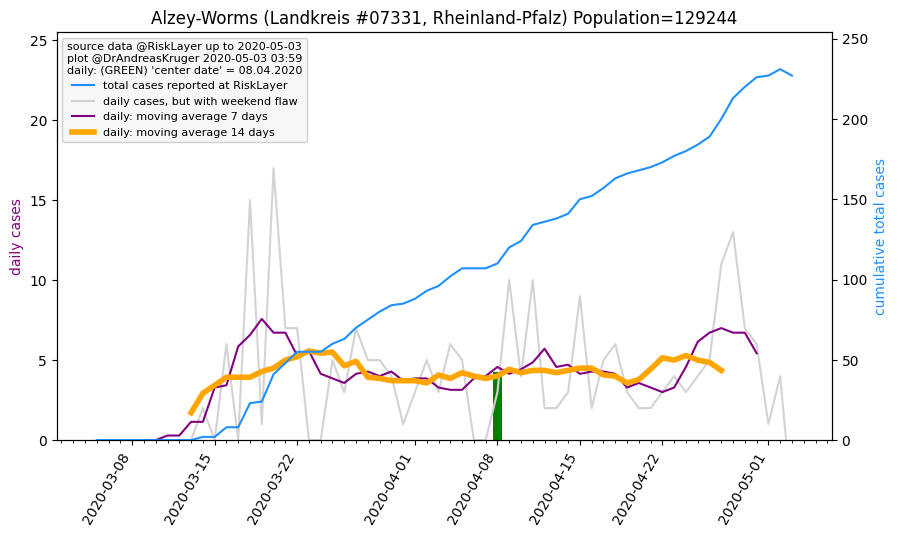 Alzey-Worms (Landkreis #07331, Rheinland-Pfalz) Population=129244
source data @RiskLayer up to 2020-05-03
plot @DrAndreasKruger 2020-05-03 03:59
daily: (GREEN) 'center date' = 08.04.2020
total cases reported at RiskLayer
daily cases, but with weekend flaw
daily: moving average 7 days
daily: moving average 14 days
daily cases
25
20
15
10
5
0
cumulative total cases
250
200
150
100
50
0
2020-03-08
2020-03-15
2020-03-22
2020-04-01
2020-04-08
2020-04-15
2020-04-22
2020-05-01